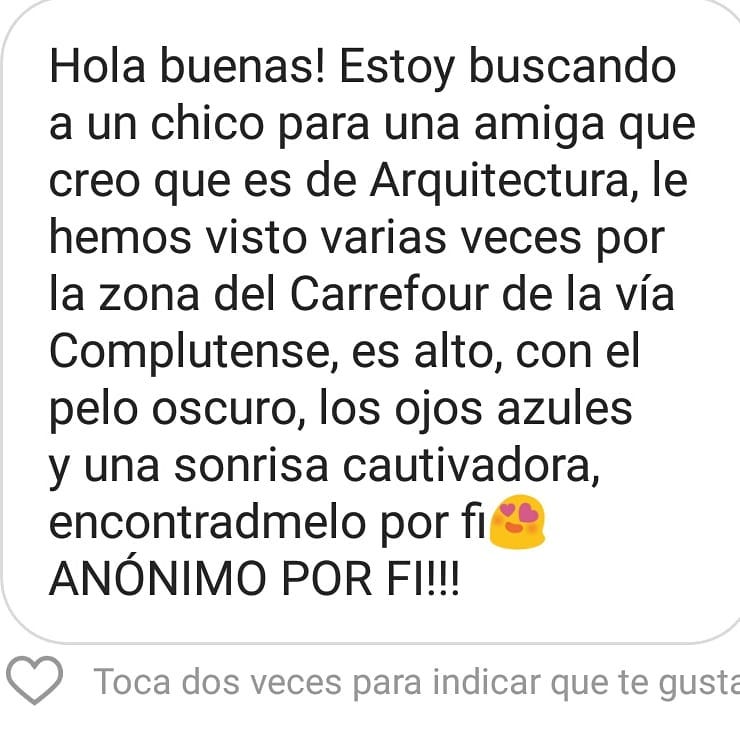 Hola buenas! Estoy buscando
a un chico para una amiga que
creo que es de Arquitectura, le
hemos visto varias veces por
la zona del Carrefour de la vía
Complutense, es alto, con el
pelo oscuro, los ojos azules
y una sonrisa cautivadora,
encontradmelo por fi😍
ANÓNIMO POR FI!!!
Toca dos veces para indicar que te gusta